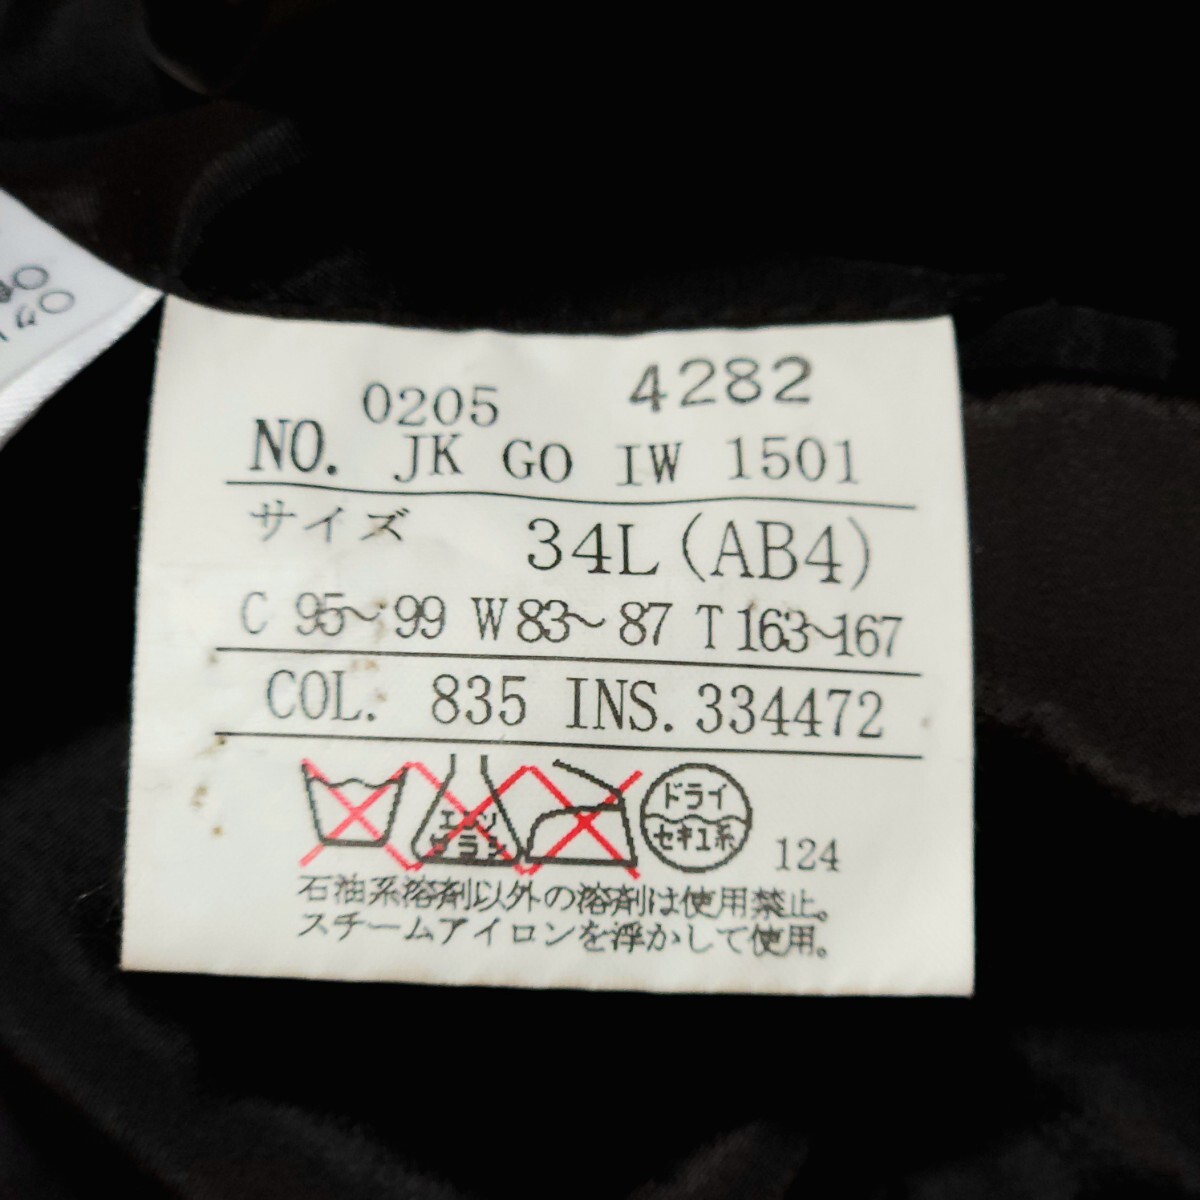 0205 4282
NO. JK GO IW 1501
サイズ 34L(AB4)
C 95~99 W 83~87 T 163~167
COL. 835 INS. 334472
エンソ
サラシ
ドライ
セキユ系
124
石油系溶剤以外の溶剤は使用禁止。
スチームアイロンを浮かして使用。